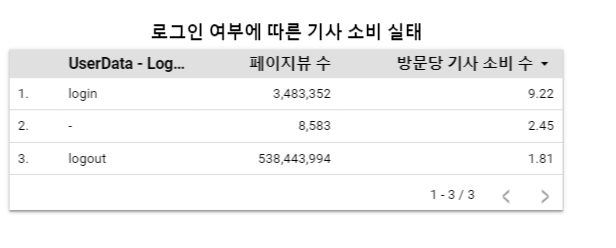 로그인 여부에 따른 기사 소비 실태
UserData - Log... 페이지뷰 수 방문당 기사 소비 수
1. login 3,483,352 9.22
2. - 8,583 2.45
3. logout 538,443,994 1.81
1 - 3 / 3